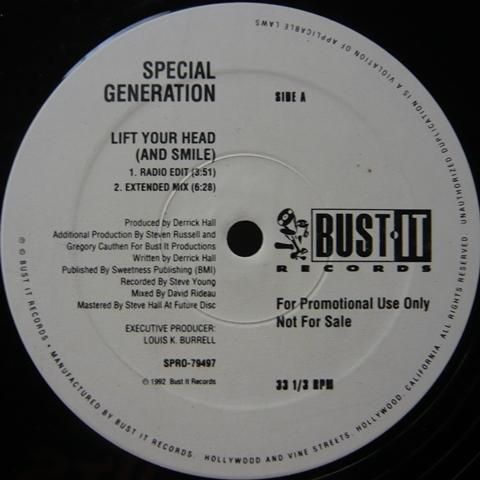 SPECIAL
GENERATION
SIDE A
LIFT YOUR HEAD
(AND SMILE)
1. RADIO EDIT (3:51)
2. EXTENDED MIX (6:28)
Produced by Derrick Hall
Additional Production By Steven Russell and
Gregory Cauthen For Bust It Productions
Written by Derrick Hall
Published By Sweetness Publishing (BMI)
Recorded By Steve Young
Mixed By David Rideau
Mastered By Steve Hall At Future Disc
EXECUTIVE PRODUCER:
LOUIS K. BURRELL
SPRO-79497
℗ 1992 Bust It Records
BUST·IT
RECORDS
For Promotional Use Only
Not For Sale
33 1/3 RPM
℗ © BUST IT RECORDS • MANUFACTURED BY BUST IT RECORDS. HOLLYWOOD AND VINE STREETS, HOLLYWOOD, CALIFORNIA. ALL RIGHTS RESERVED. UNAUTHORIZED DUPLICATION IS A VIOLATION OF APPLICABLE LAWS